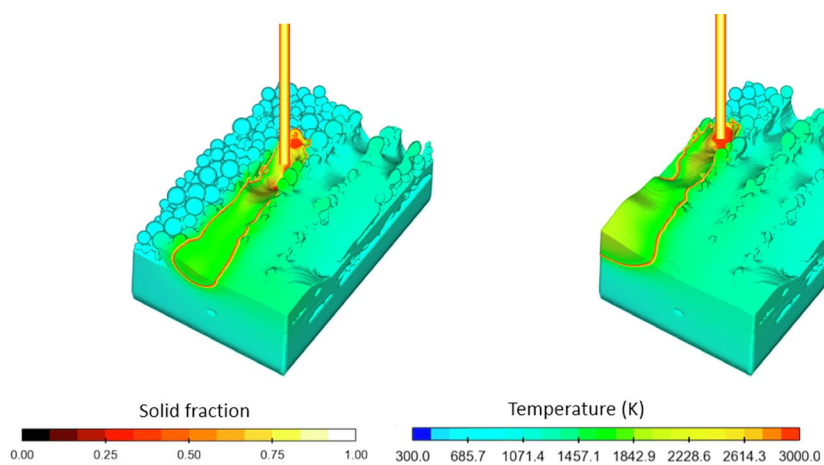 Solid fraction
0.00 0.25 0.50 0.75 1.00
Temperature (K)
300.0 685.7 1071.4 1457.1 1842.9 2228.6 2614.3 3000.0